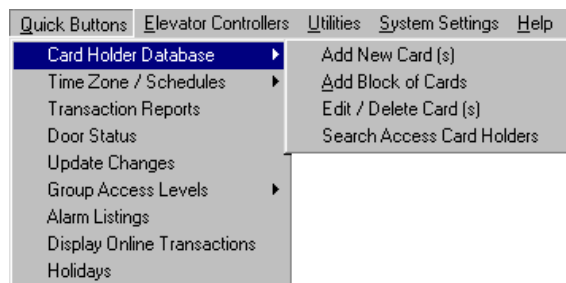 Quick Buttons Elevator Controllers Utilities System Settings Help
Card Holder Database
Time Zone / Schedules
Transaction Reports
Door Status
Update Changes
Group Access Levels
Alarm Listings
Display Online Transactions
Holidays
Add New Card (s)
Add Block of Cards
Edit / Delete Card (s)
Search Access Card Holders